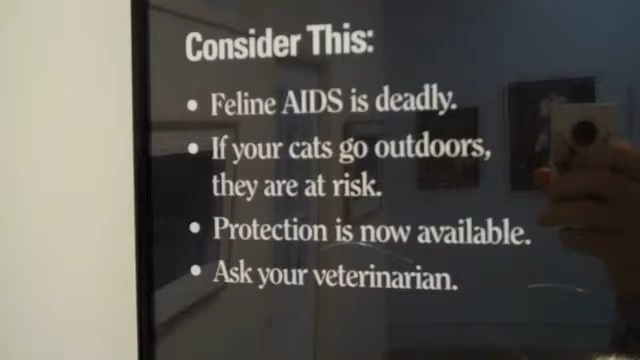 Consider This:
• Feline AIDS is deadly.
• If your cats go outdoors,
they are at risk.
• Protection is now available.
• Ask your veterinarian.